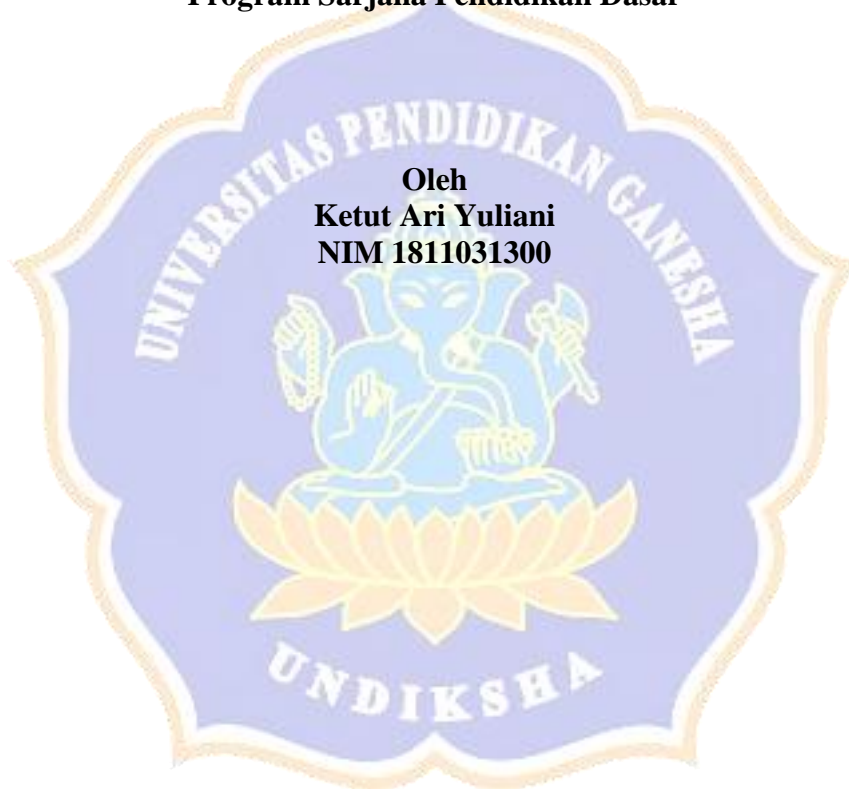 Program Sarjana Pendidikan Dasar
UNIVERSITAS PENDIDIKAN GANESHA
Oleh
Ketut Ari Yuliani
NIM 1811031300
UNDIKSHA